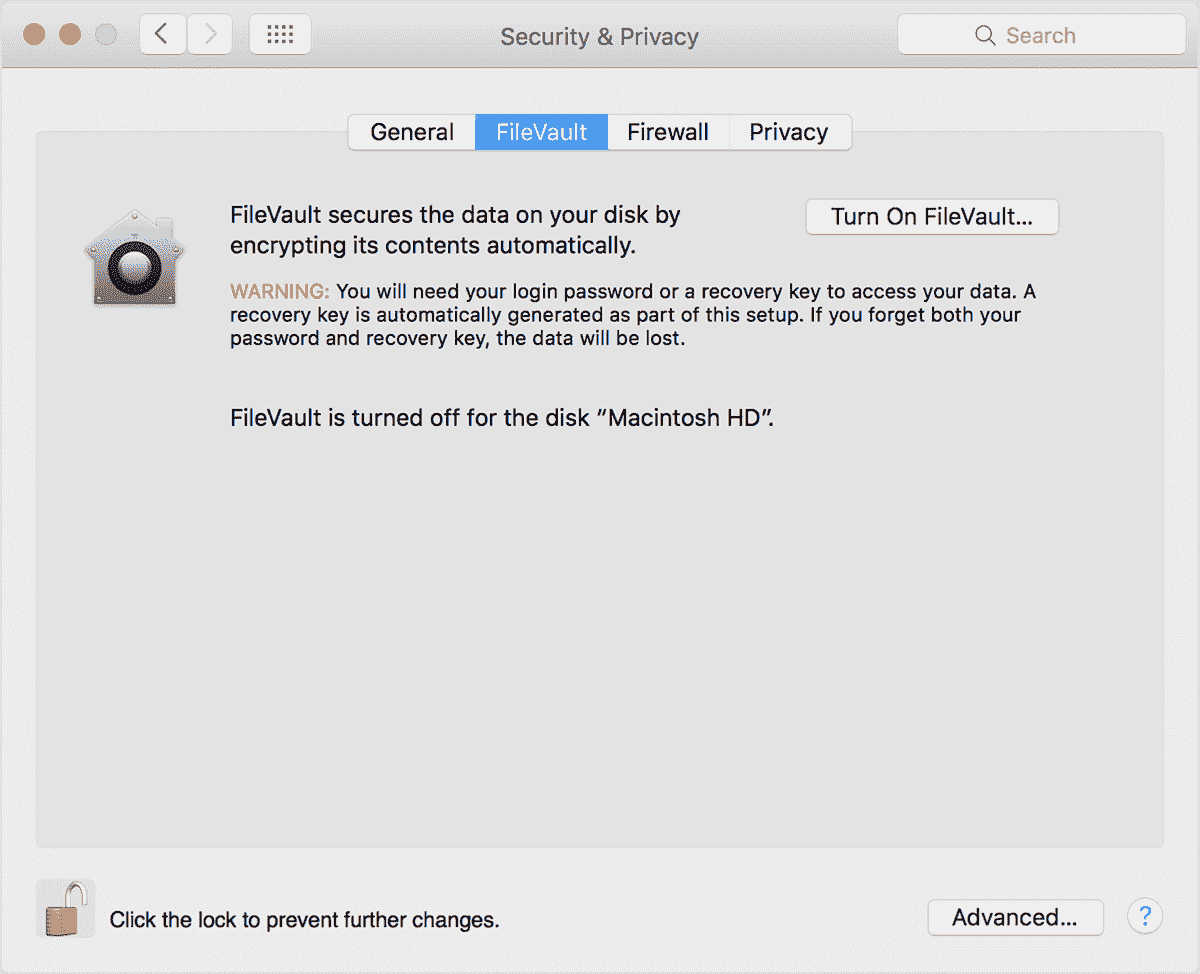 Security & Privacy
Search
General
FileVault
Firewall
Privacy
FileVault secures the data on your disk by
encrypting its contents automatically.
Turn On FileVault...
WARNING: You will need your login password or a recovery key to access your data. A
recovery key is automatically generated as part of this setup. If you forget both your
password and recovery key, the data will be lost.
FileVault is turned off for the disk “Macintosh HD”.
Click the lock to prevent further changes.
Advanced...
?